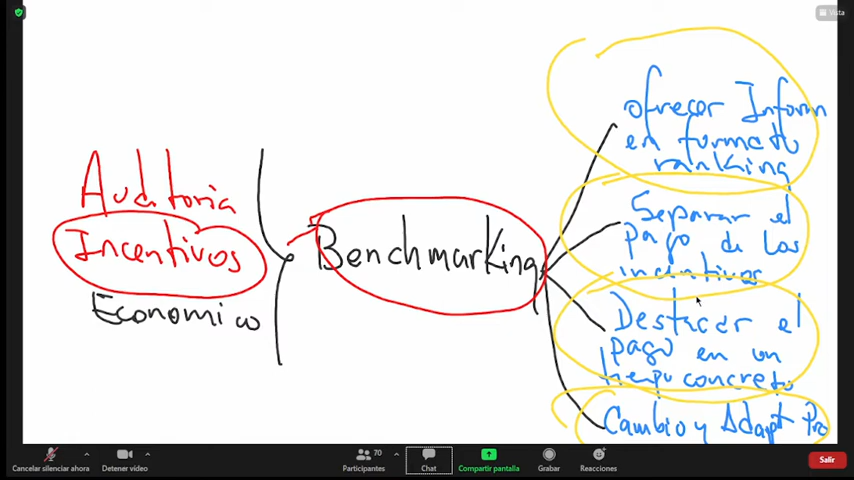 Vista
Auditoria
Incentivos
Economico
Benchmarking
ofrecer Inform
en formato
ranking
Separar el
pago de los
incentivos
Destacar el
pago en un
tiempo concreto
Cambio y Adapt Pro
Cancelar silenciar ahora
Detener vídeo
Participantes
70
Chat
Compartir pantalla
Grabar
Reacciones
Salir